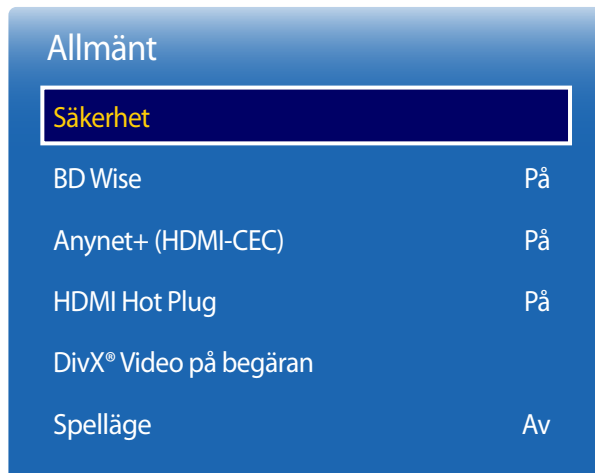 Allmänt
Säkerhet
BD Wise På
Anynet+ (HDMI-CEC) På
HDMI Hot Plug På
DivX® Video på begäran
Spelläge Av